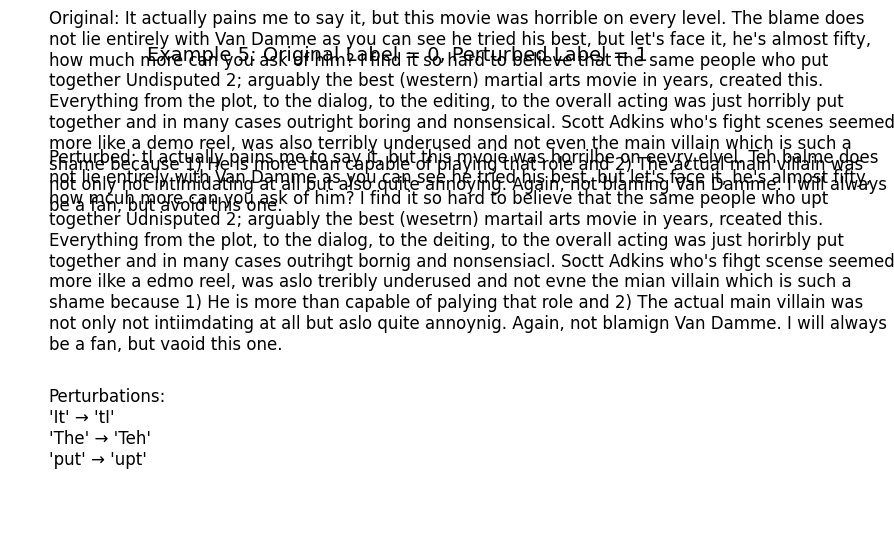 Original: It actually pains me to say it, but this movie was horrible on every level. The blame does
not lie entirely with Van Damme as you can see he tried his best, but let's face it, he's almost fifty,
Example 5: Original Label = 0, Perturbed Label = 1
how much more can you ask of him? I find it so hard to believe that the same people who put
together Undisputed 2; arguably the best (western) martial arts movie in years, created this.
Everything from the plot, to the dialog, to the editing, to the overall acting was just horribly put
together and in many cases outright boring and nonsensical. Scott Adkins who's fight scenes seemed
more like a demo reel, was also terribly underused and not even the main villain which is such a
shame because 1) He is more than capable of playing that role and 2) The actual main villain was
not only not intimidating at all but also quite annoying. Again, not blaming Van Damme. I will always
be a fan, but avoid this one.
Perturbed: tI actually pains me to say it, but this mvoie was horrilbe on eevry elvel. Teh balme does
not lie entirely with Van Damme as you can see he tried his best, but let's face it, he's almost fifty,
how mcuh more can you ask of him? I find it so hard to believe that the same people who upt
together Udnisputed 2; arguably the best (wesetrn) martail arts movie in years, rceated this.
Everything from the plot, to the dialog, to the deiting, to the overall acting was just horirbly put
together and in many cases outrihgt bornig and nonsensiacl. Soctt Adkins who's fihgt scense seemed
more ilke a edmo reel, was aslo treribly underused and not evne the mian villain which is such a
shame because 1) He is more than capable of palying that role and 2) The actual main villain was
not only not intiimdating at all but aslo quite annoynig. Again, not blamign Van Damme. I will always
be a fan, but vaoid this one.
Perturbations:
'It' → 'tI'
'The' → 'Teh'
'put' → 'upt'